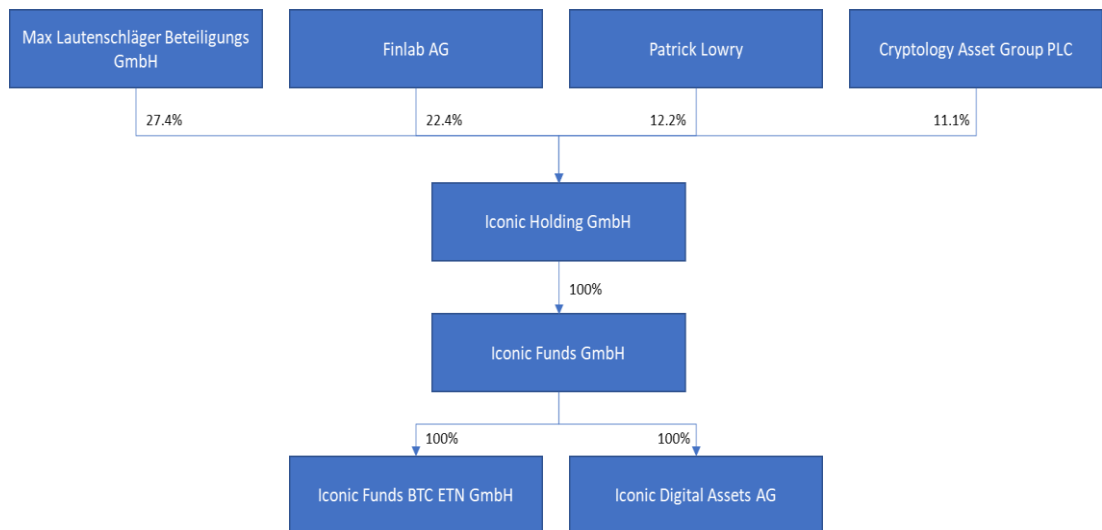 Max Lautenschläger Beteiligungs
GmbH
Finlab AG
Patrick Lowry
Cryptology Asset Group PLC
27.4%
22.4%
12.2%
11.1%
Iconic Holding GmbH
100%
Iconic Funds GmbH
100%
100%
Iconic Funds BTC ETN GmbH
Iconic Digital Assets AG